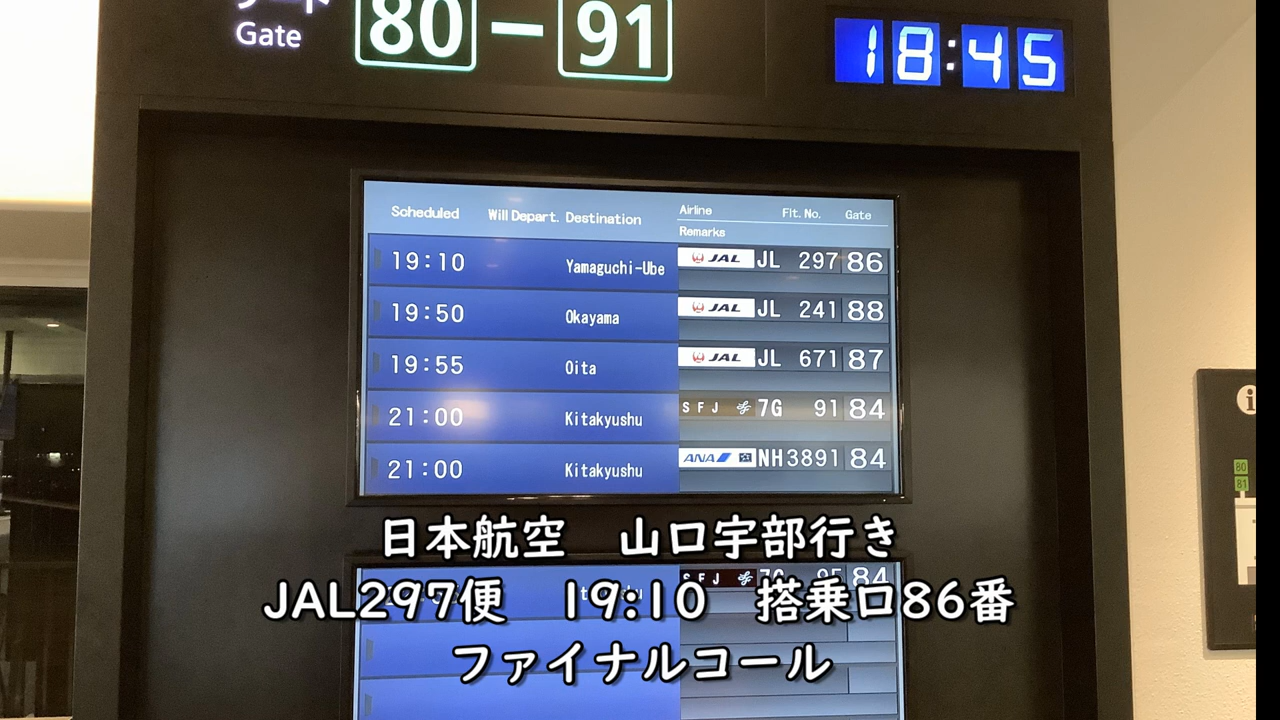 Gate 80 - 91 18:45
Scheduled Will Depart. Destination Airline Flt. No. Gate
Remarks
19:10 Yamaguchi-Ube JAL JL 297 86
19:50 Okayama JAL JL 241 88
19:55 Oita JAL JL 671 87
21:00 Kitakyushu SFJ 7G 91 84
21:00 Kitakyushu ANA NH3891 84
日本航空 山口宇部行き
SFJ 84
JAL297便 19:10 搭乗口86番
ファイナルコール
i
80
81